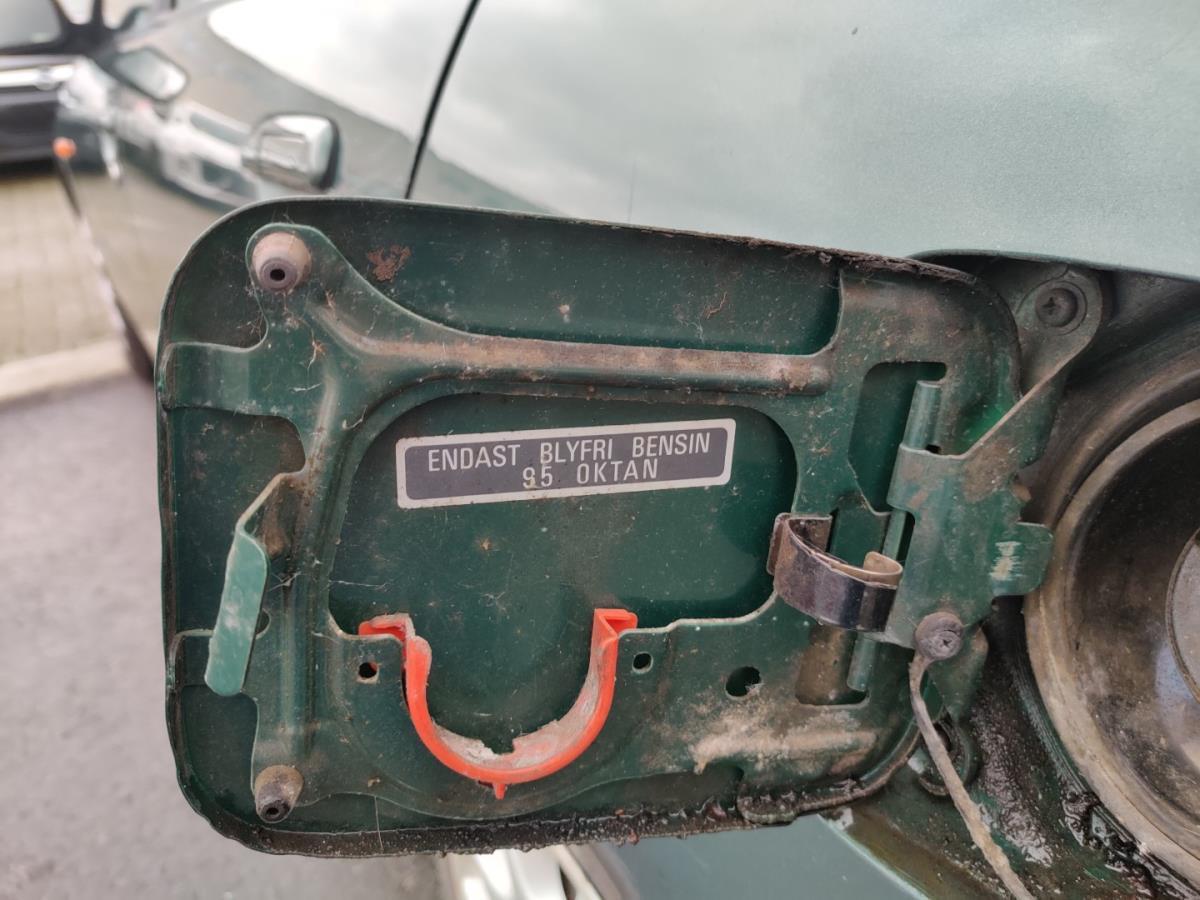 ENDAST BLYFRI BENSIN
95 OKTAN